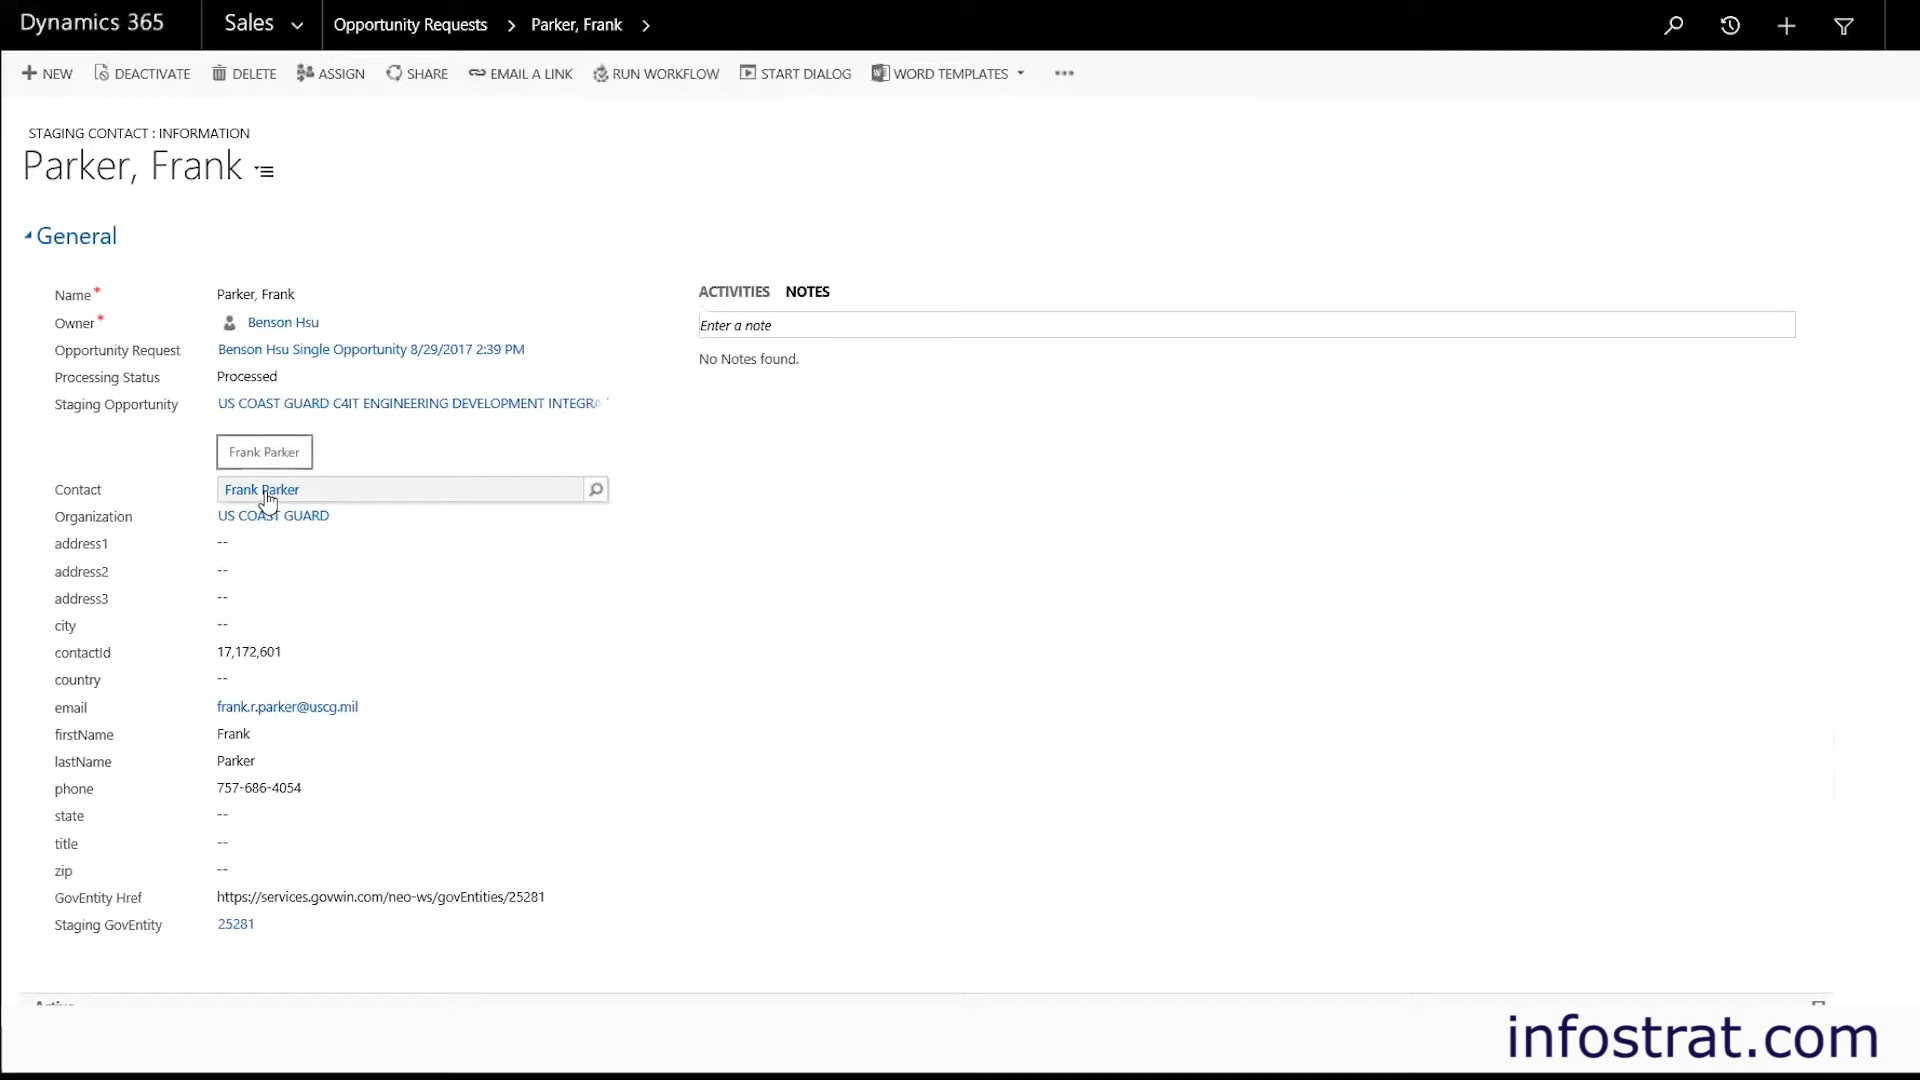 Dynamics 365 Sales Opportunity Requests Parker, Frank
NEW DEACTIVATE DELETE ASSIGN SHARE EMAIL A LINK RUN WORKFLOW START DIALOG WORD TEMPLATES
STAGING CONTACT : INFORMATION
Parker, Frank
General
Name* Parker, Frank
ACTIVITIES NOTES
Owner* Benson Hsu
Enter a note
Opportunity Request Benson Hsu Single Opportunity 8/29/2017 2:39 PM
No Notes found.
Processing Status Processed
Staging Opportunity US COAST GUARD C4IT ENGINEERING DEVELOPMENT INTEGRA
Frank Parker
Contact Frank Parker
Organization US COAST GUARD
address1 --
address2 --
address3 --
city --
contactId 17,172,601
country --
email frank.r.parker@uscg.mil
firstName Frank
lastName Parker
phone 757-686-4054
state --
title --
zip --
GovEntity Href https://services.govwin.com/neo-ws/govEntities/25281
Staging GovEntity 25281
infostrat.com